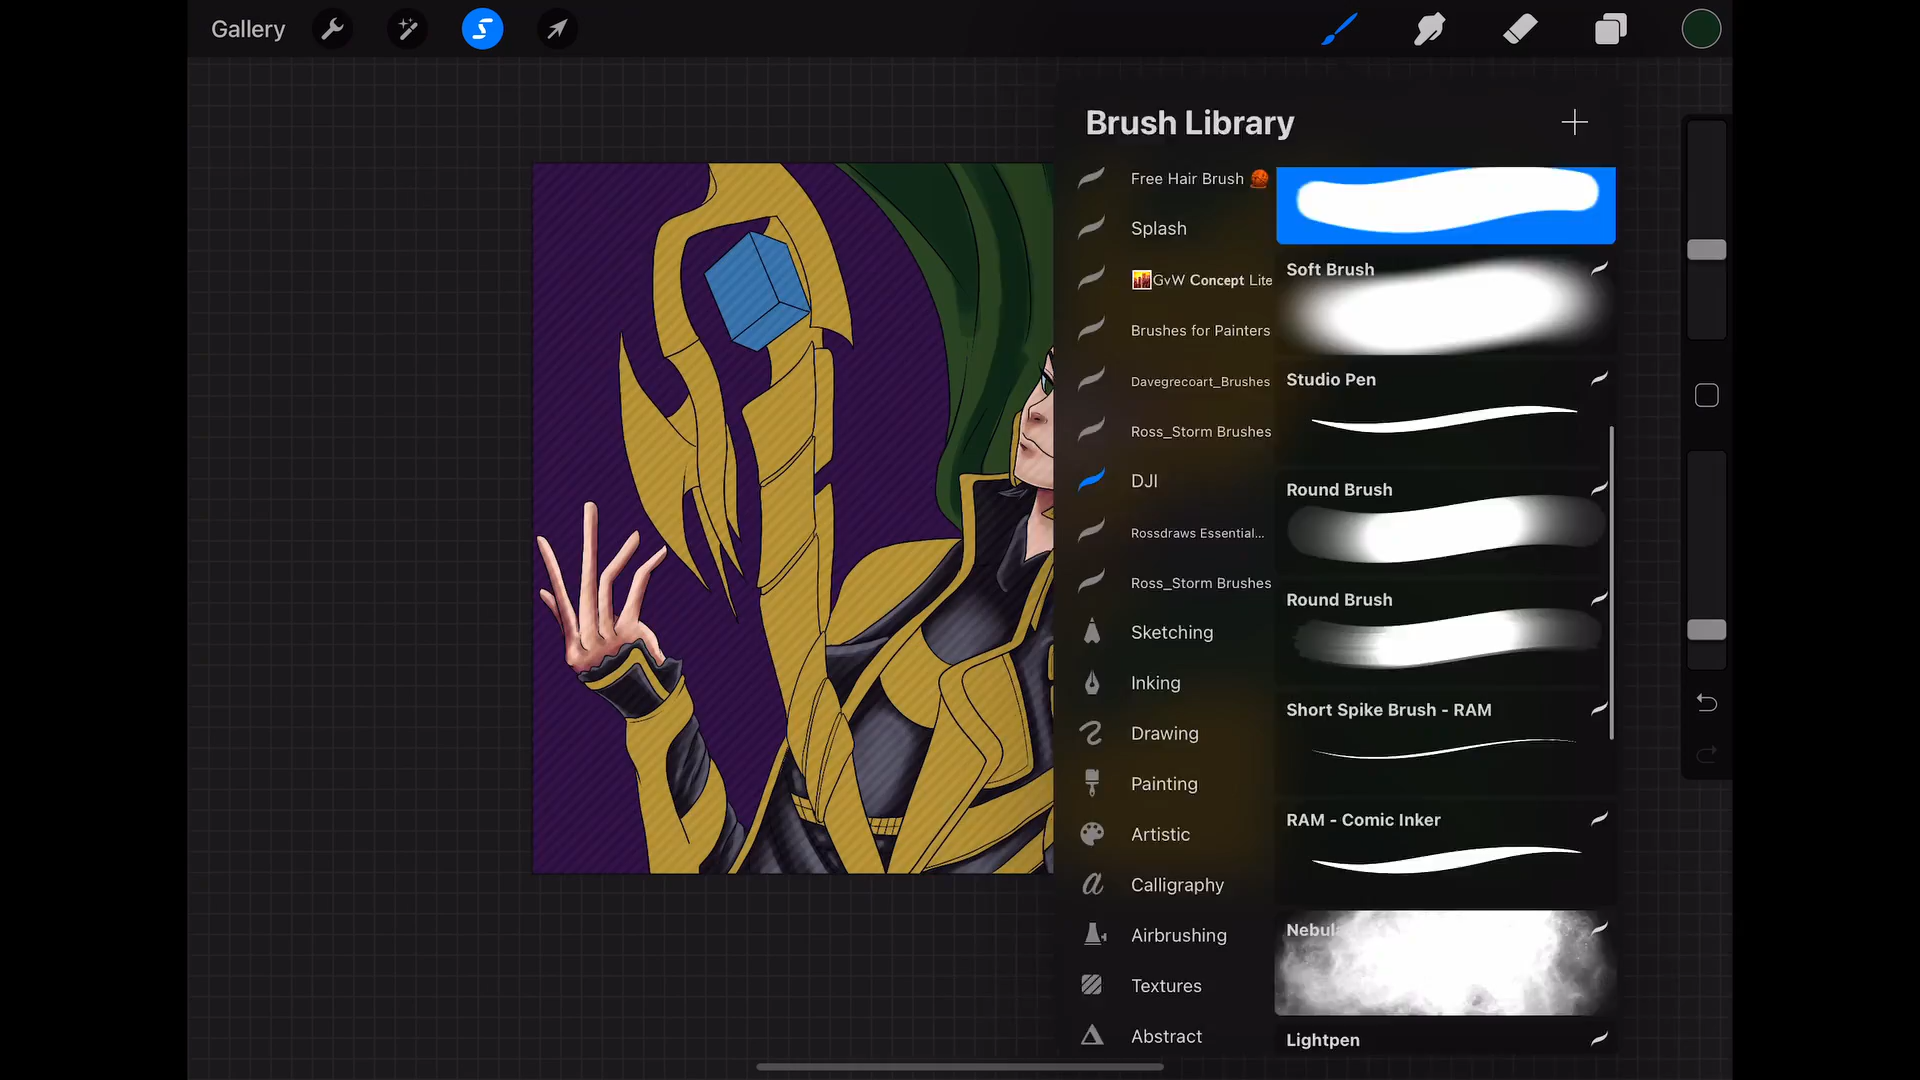 Gallery
Brush Library
Free Hair Brush
Splash
GvW Concept Lite
Brushes for Painters
Davegrecoart_Brushes
Ross_Storm Brushes
DJI
Rossdraws Essential...
Ross_Storm Brushes
Sketching
Inking
Drawing
Painting
Artistic
Calligraphy
Airbrushing
Textures
Abstract
Soft Brush
Studio Pen
Round Brush
Round Brush
Short Spike Brush - RAM
RAM - Comic Inker
Nebula
Lightpen